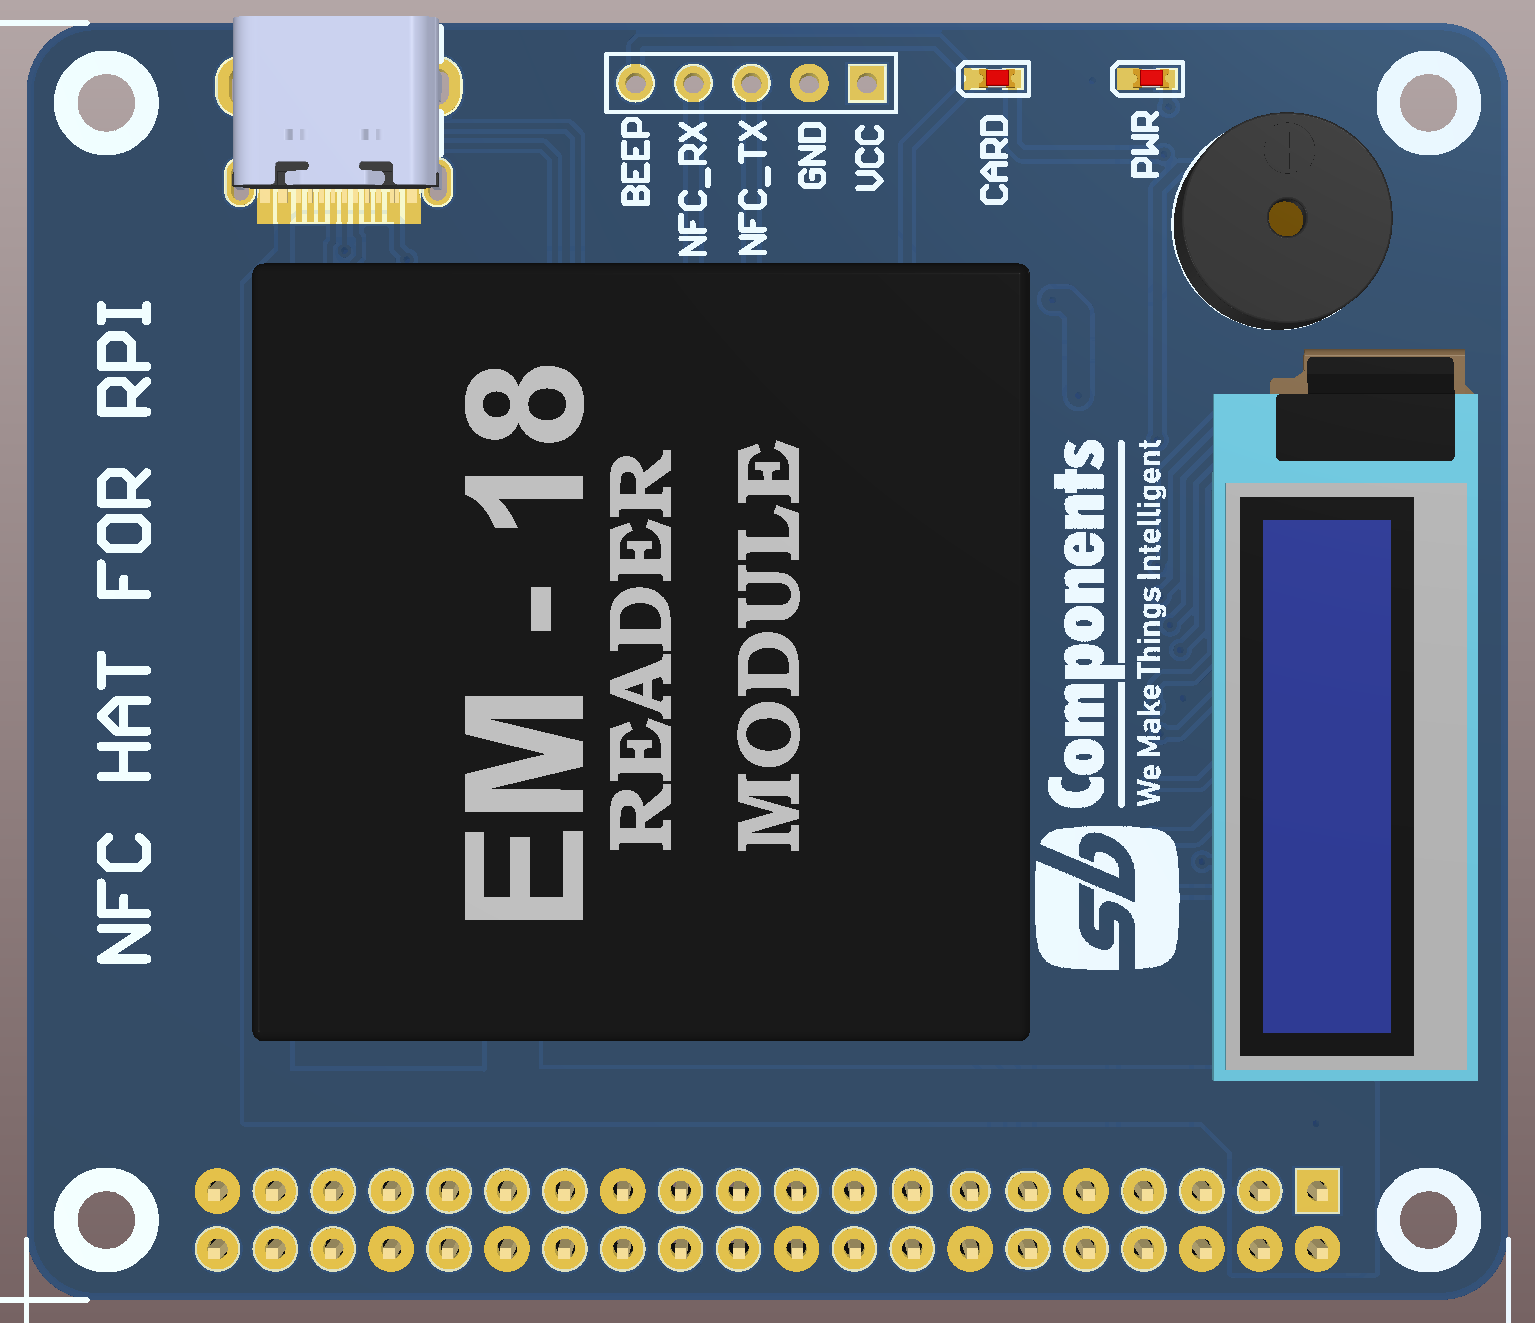 BEEP
NFC_RX
NFC_TX
GND
VCC
CARD
PWR
NFC HAT FOR RPI
EM - 18
READER
MODULE
sb Components
We Make Things Intelligent